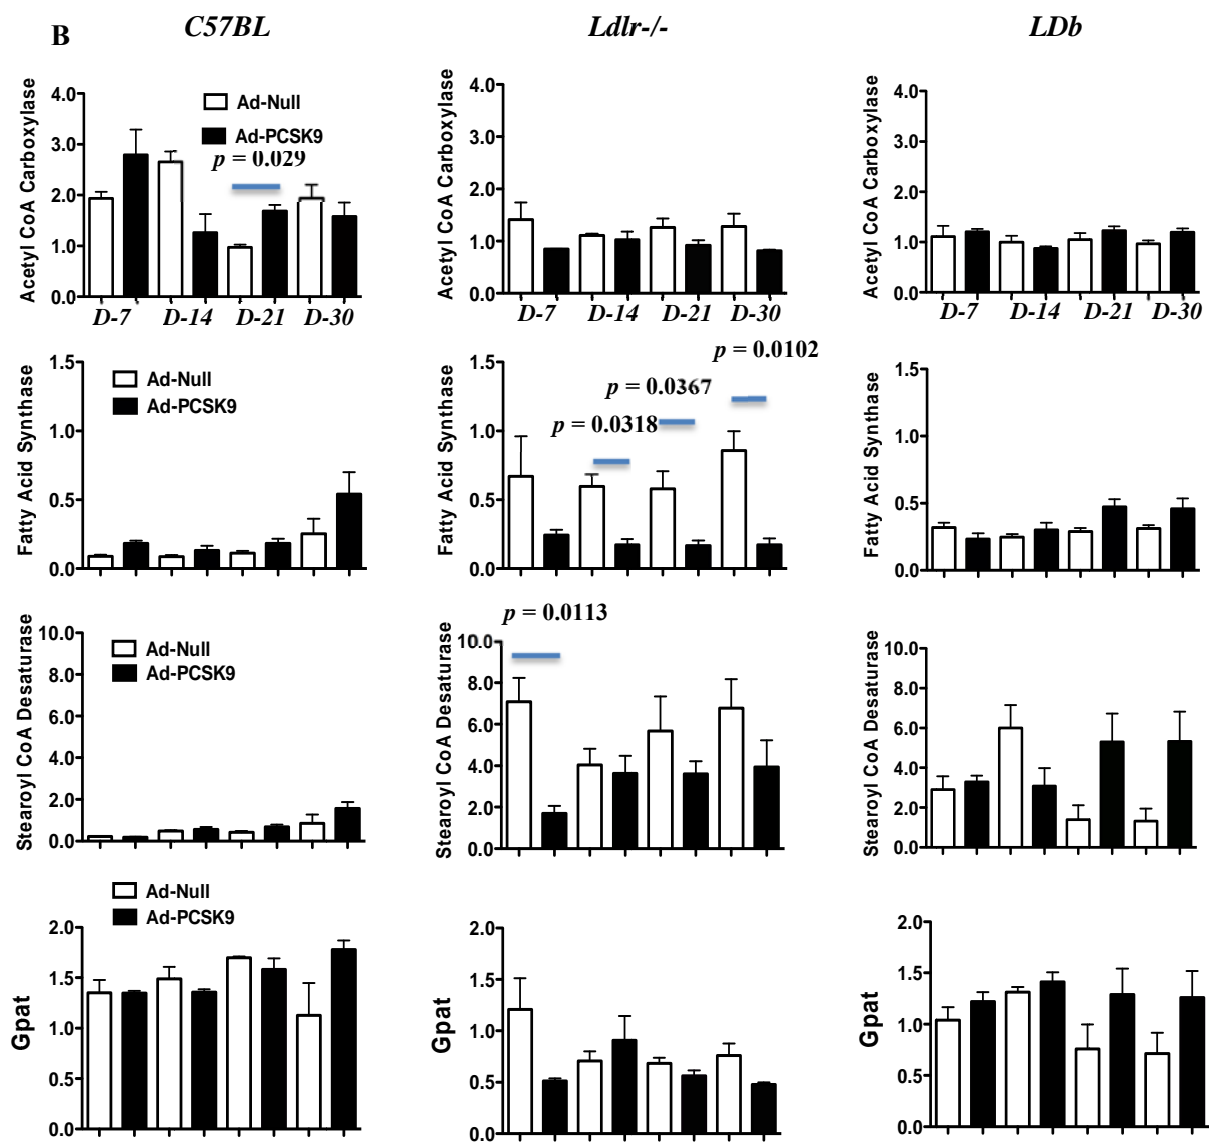 B
C57BL
Ldlr-/-
LDb
Acetyl CoA Carboxylase
4.0
3.0
2.0
1.0
0.0
Ad-Null
Ad-PCSK9
p = 0.029
D-7 D-14 D-21 D-30
Acetyl CoA Carboxylase
4.0
3.0
2.0
1.0
0.0
D-7 D-14 D-21 D-30
Acetyl CoA Carboxylase
4.0
3.0
2.0
1.0
0.0
D-7 D-14 D-21 D-30
Fatty Acid Synthase
1.5
1.0
0.5
0.0
Ad-Null
Ad-PCSK9
Fatty Acid Synthase
1.5
1.0
0.5
0.0
p = 0.0102
p = 0.0367
p = 0.0318
Fatty Acid Synthase
1.5
1.0
0.5
0.0
Stearoyl CoA Desaturase
10.0
8.0
6.0
4.0
2.0
0.0
Ad-Null
Ad-PCSK9
p = 0.0113
Stearoyl CoA Desaturase
10.0
8.0
6.0
4.0
2.0
0.0
Stearoyl CoA Desaturase
10.0
8.0
6.0
4.0
2.0
0.0
Ad-Null
Ad-PCSK9
Gpat
2.0
1.5
1.0
0.5
0.0
Gpat
2.0
1.5
1.0
0.5
0.0
Gpat
2.0
1.5
1.0
0.5
0.0